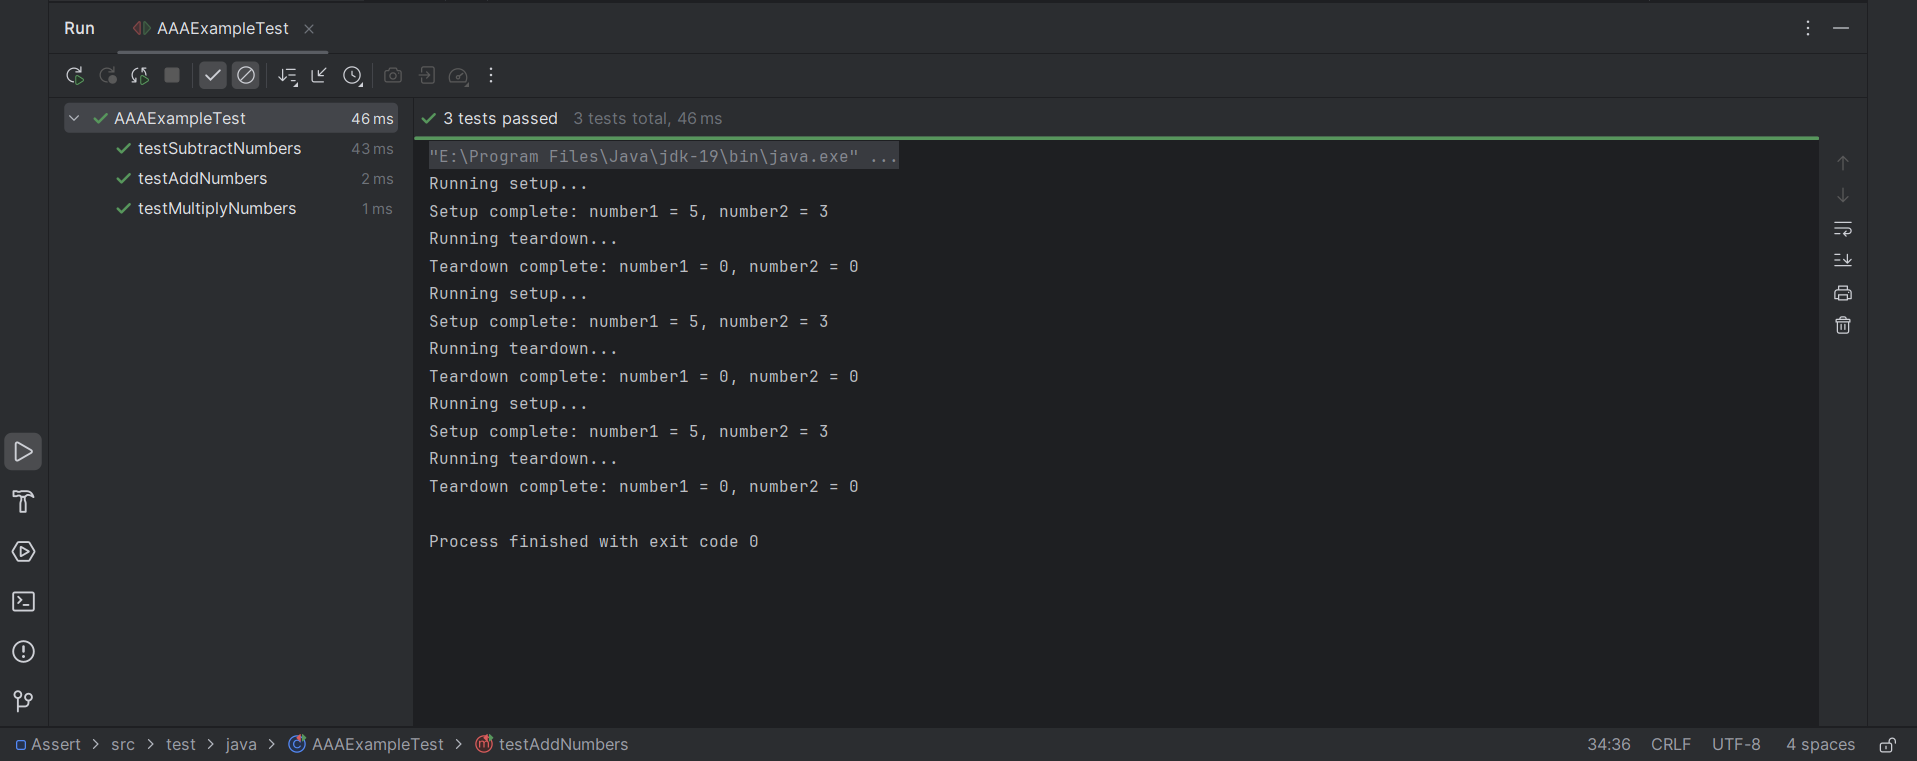 Run AAAExampleTest
AAAExampleTest 46 ms
testSubtractNumbers 43 ms
testAddNumbers 2 ms
testMultiplyNumbers 1 ms
3 tests passed 3 tests total, 46 ms
"E:\Program Files\Java\jdk-19\bin\java.exe" ...
Running setup...
Setup complete: number1 = 5, number2 = 3
Running teardown...
Teardown complete: number1 = 0, number2 = 0
Running setup...
Setup complete: number1 = 5, number2 = 3
Running teardown...
Teardown complete: number1 = 0, number2 = 0
Running setup...
Setup complete: number1 = 5, number2 = 3
Running teardown...
Teardown complete: number1 = 0, number2 = 0
Process finished with exit code 0
Assert > src > test > java > AAAExampleTest > testAddNumbers 34:36 CRLF UTF-8 4 spaces